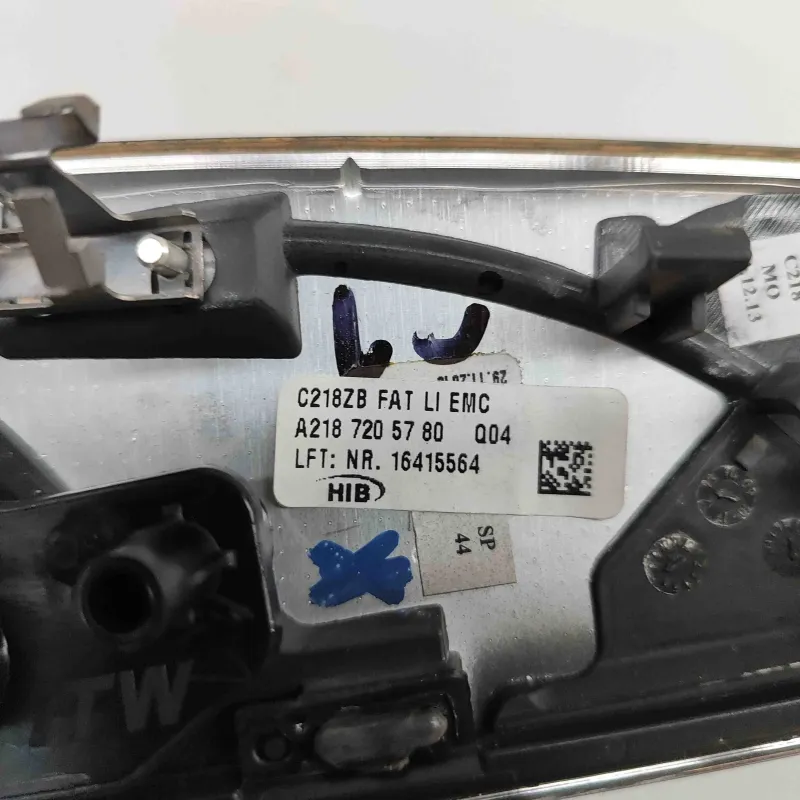 C218
MO
12.13
C218ZB FAT LI EMC
A218 720 57 80 Q04
LFT: NR. 16415564
HIB
SP
44
TW